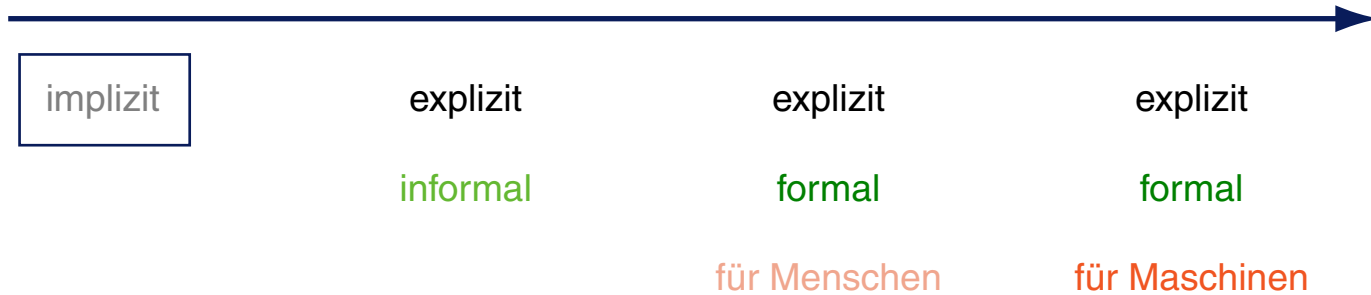 implizit explizit explizit explizit
informal formal formal
für Menschen für Maschinen